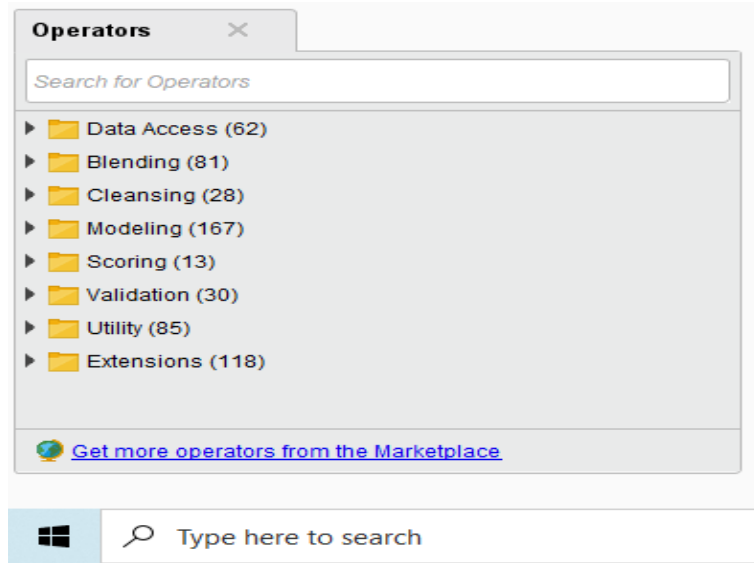 Operators
Search for Operators
Data Access (62)
Blending (81)
Cleansing (28)
Modeling (167)
Scoring (13)
Validation (30)
Utility (85)
Extensions (118)
Get more operators from the Marketplace
Type here to search